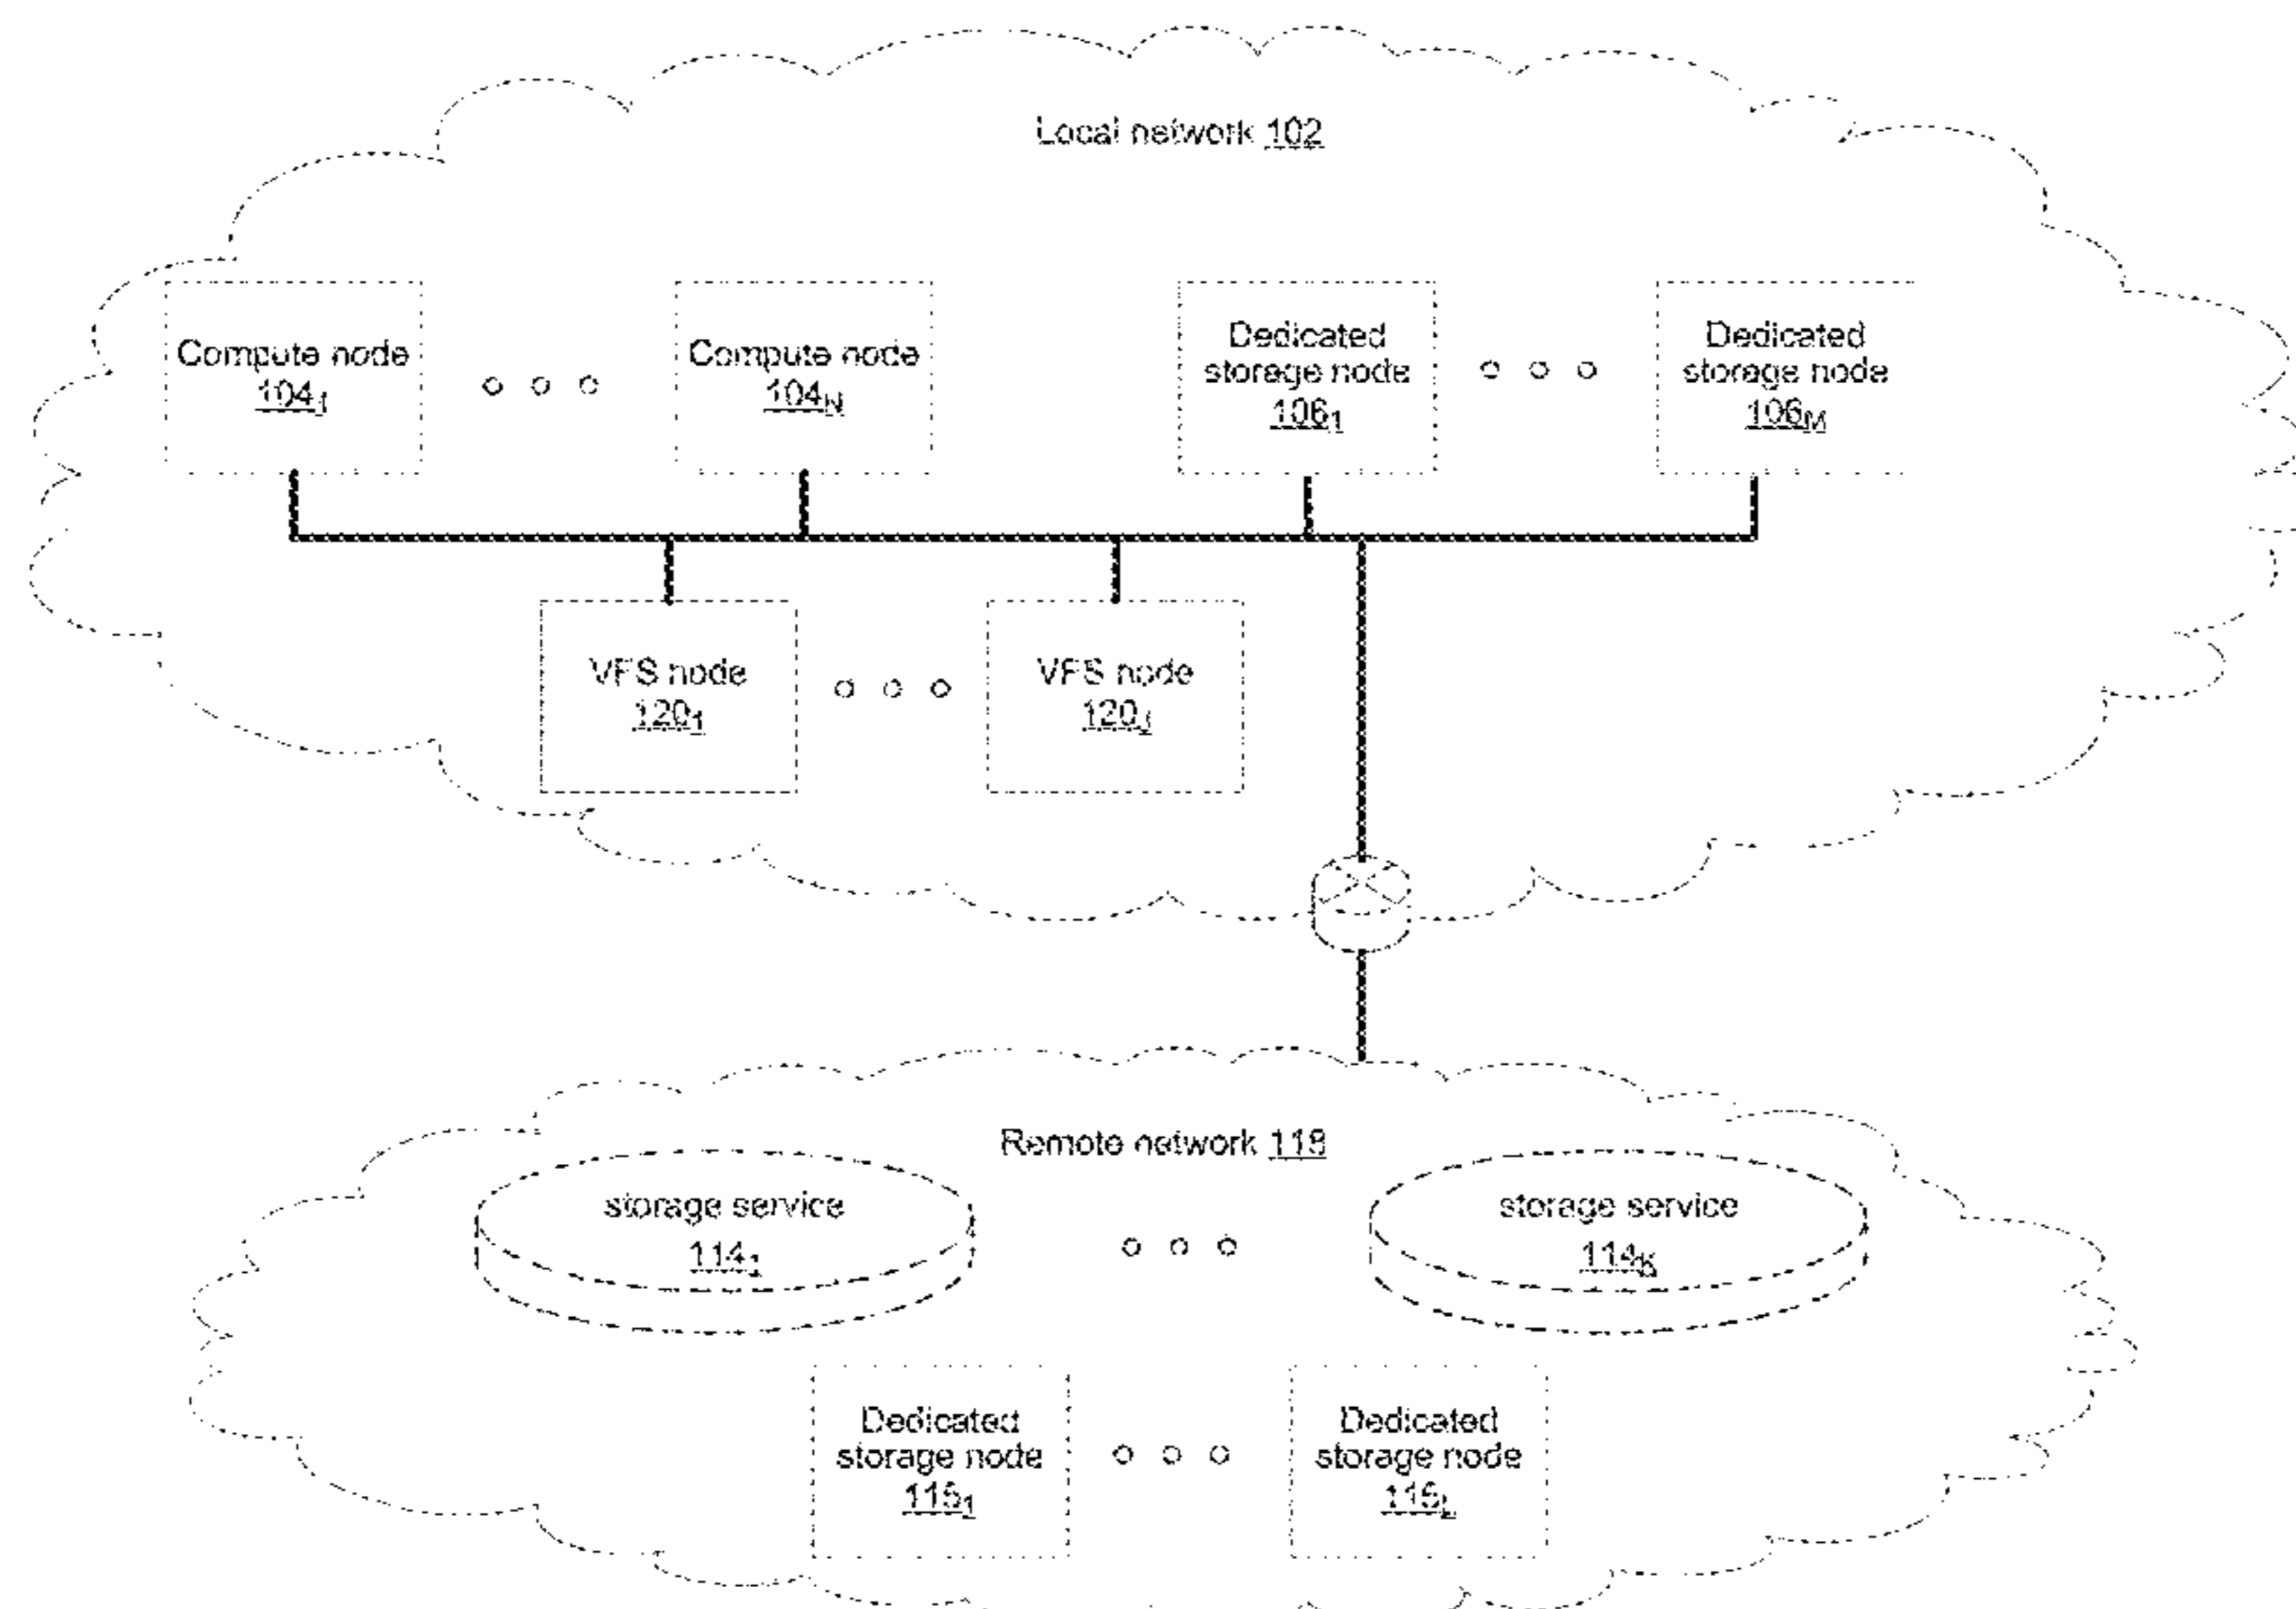 Local network 102
Compute node
104₁
Compute node
104N
Dedicated
storage node
106₁
Dedicated
storage node
106M
VFS node
120₁
VFS node
120J
Remote network 118
storage service
114₁
storage service
114K
Dedicated
storage node
115₁
Dedicated
storage node
115L